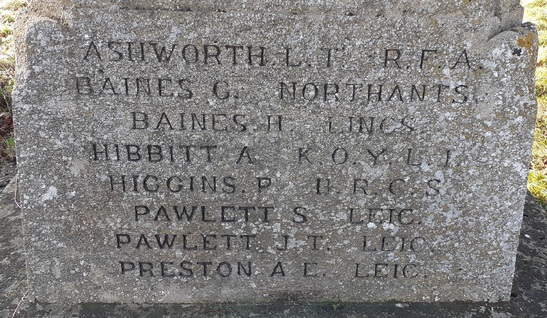 ASHWORTH. L. T. R. F. A.
BAINES G. NORTHANTS.
BAINES. H. LINCS.
HIBBITT A. K. O. Y. L. I.
HIGGINS. P. H. R. C. S.
PAWLETT S. LEIC.
PAWLETT. J. T. LEIC.
PRESTON. A E. LEIC.